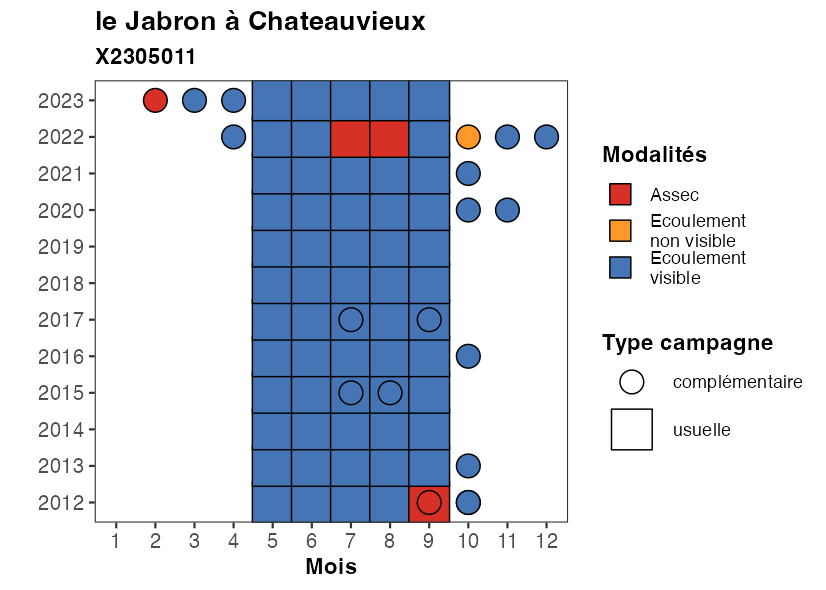 le Jabron à Chateauvieux
X2305011
2023
2022
2021
2020
2019
2018
2017
2016
2015
2014
2013
2012
1 2 3 4 5 6 7 8 9 10 11 12
Mois
Modalités
Assec
Ecoulement
non visible
Ecoulement
visible
Type campagne
complémentaire
usuelle